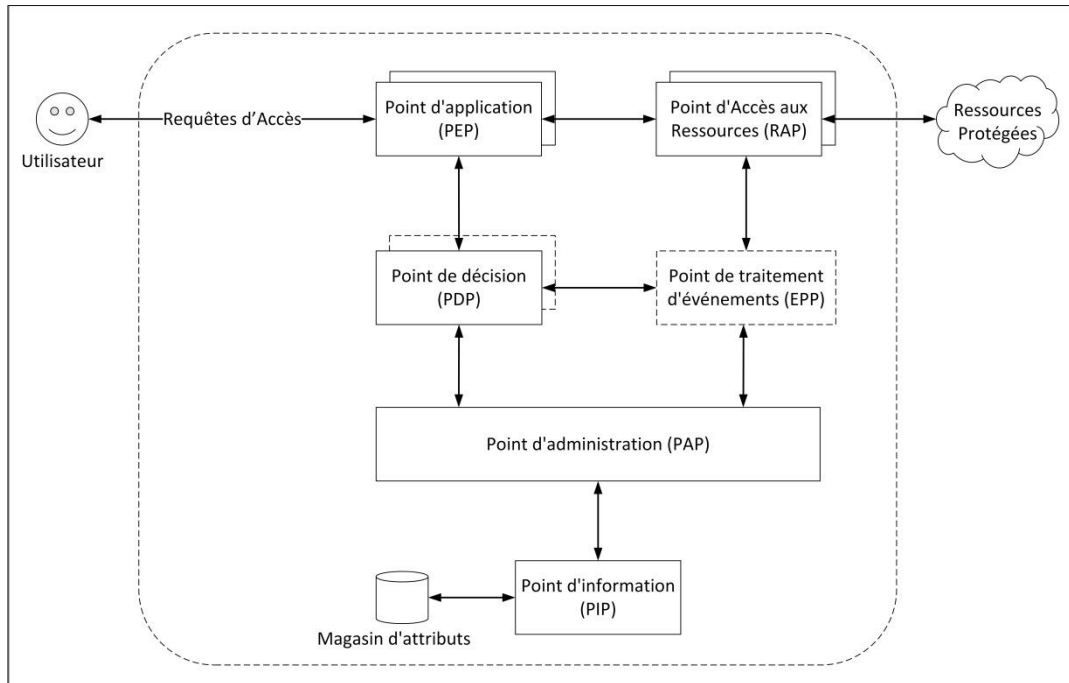 Utilisateur
Requêtes d’Accès
Point d'application
(PEP)
Point d'Accès aux
Ressources (RAP)
Ressources
Protégées
Point de décision
(PDP)
Point de traitement
d'événements (EPP)
Point d'administration (PAP)
Point d'information
(PIP)
Magasin d'attributs